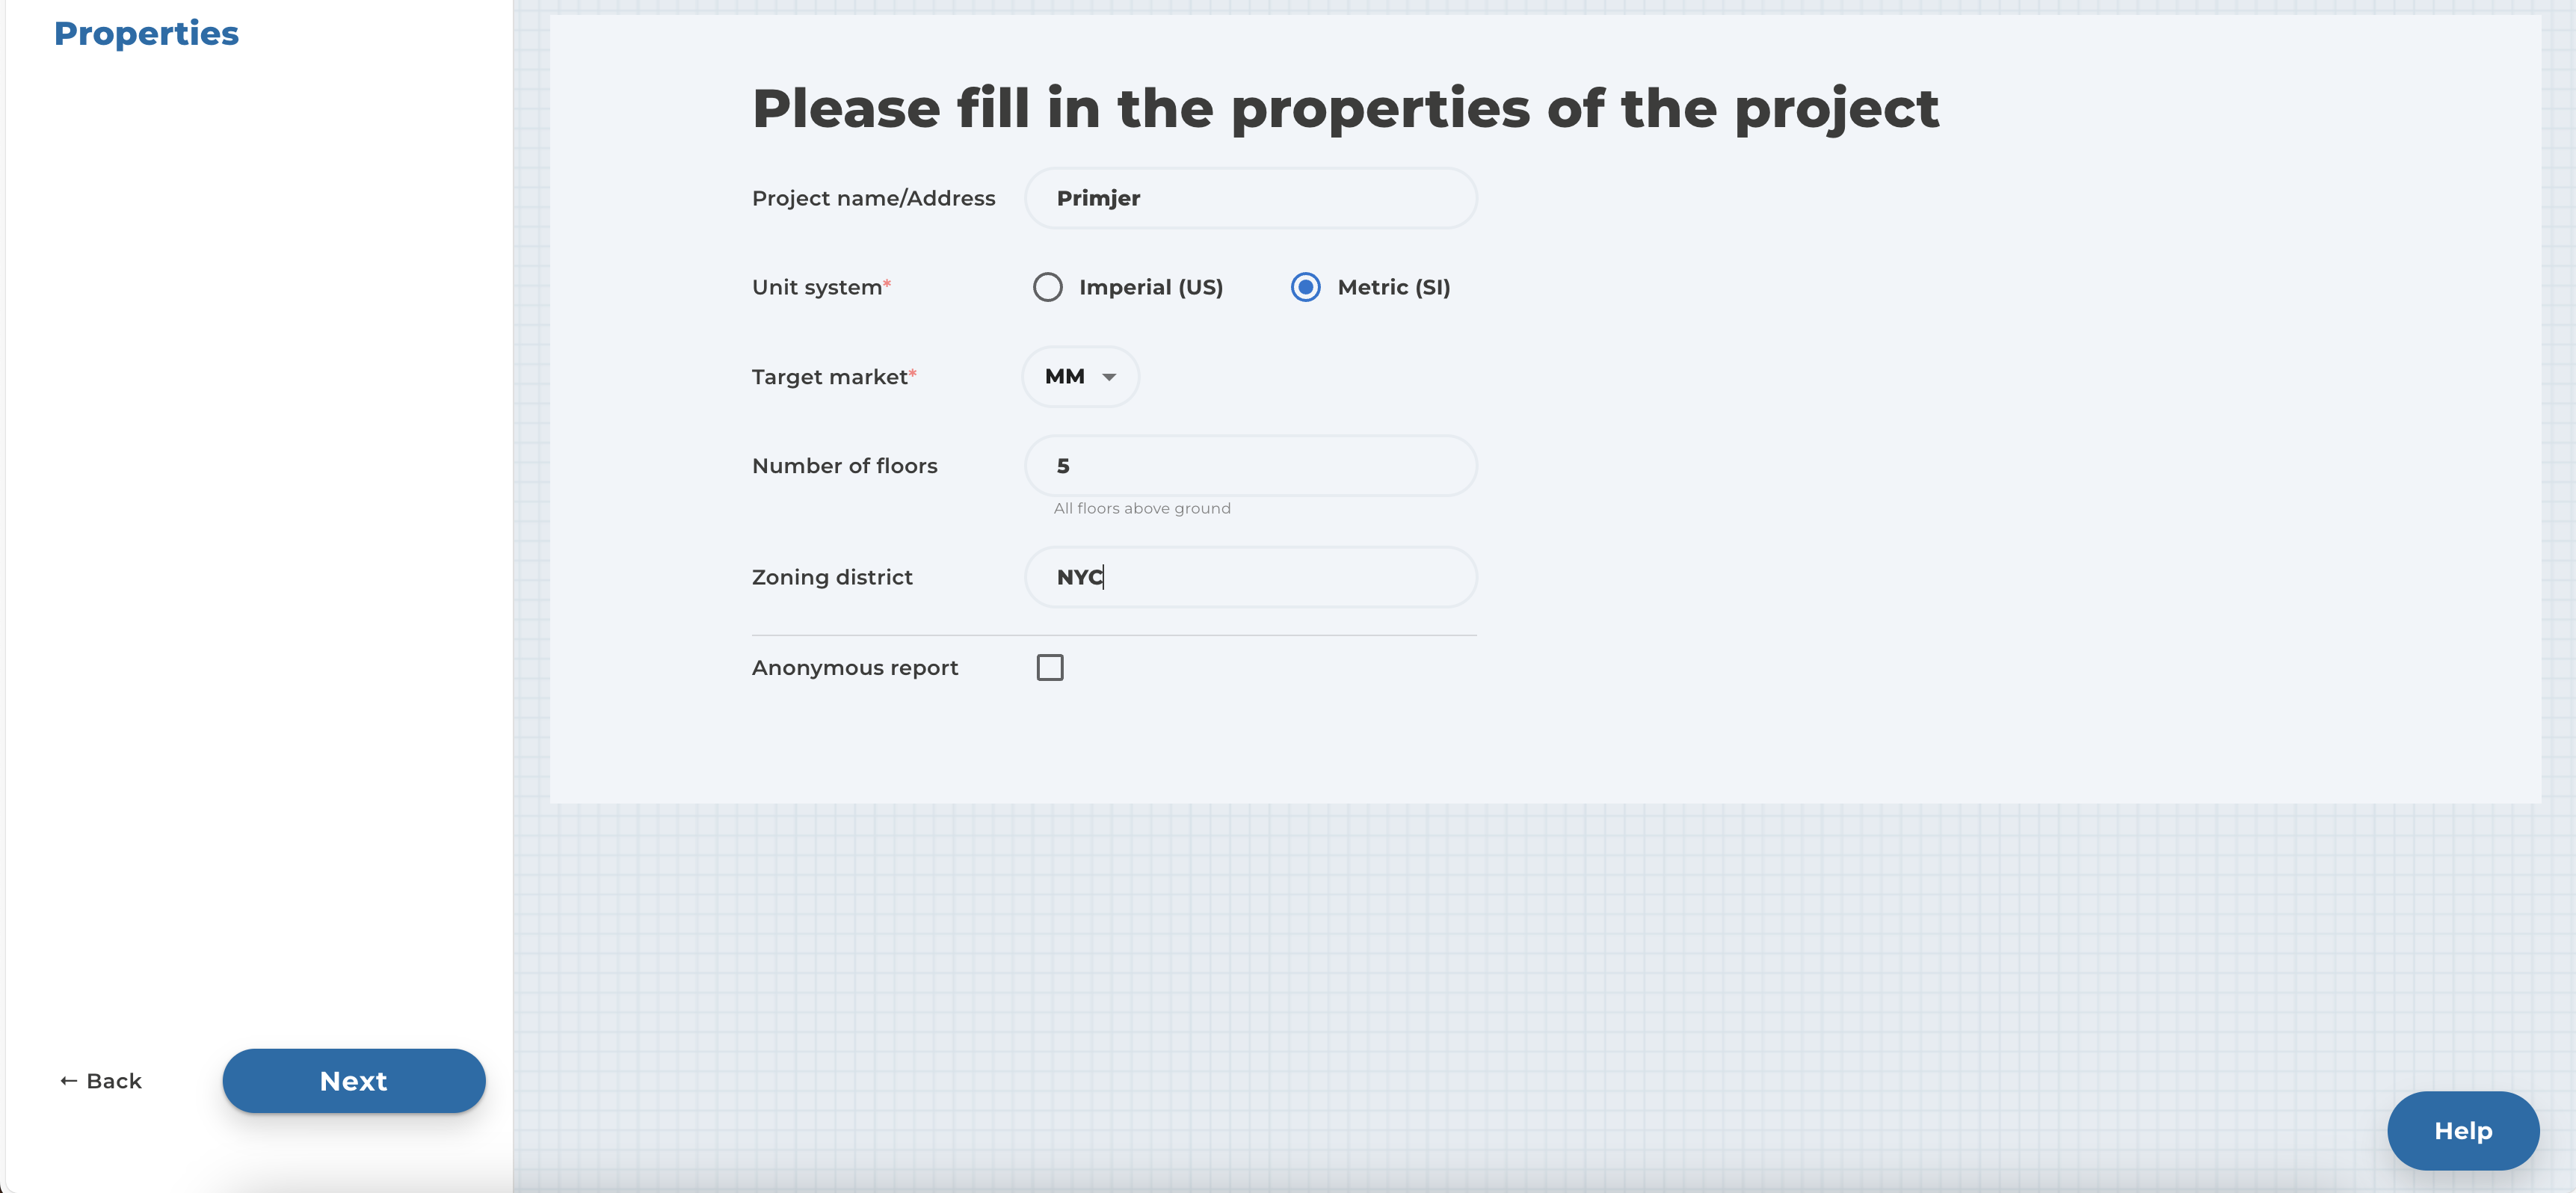 Properties
Please fill in the properties of the project
Project name/Address Primjer
Unit system* Imperial (US) Metric (SI)
Target market* MM
Number of floors 5
All floors above ground
Zoning district NYC
Anonymous report
← Back Next
Help